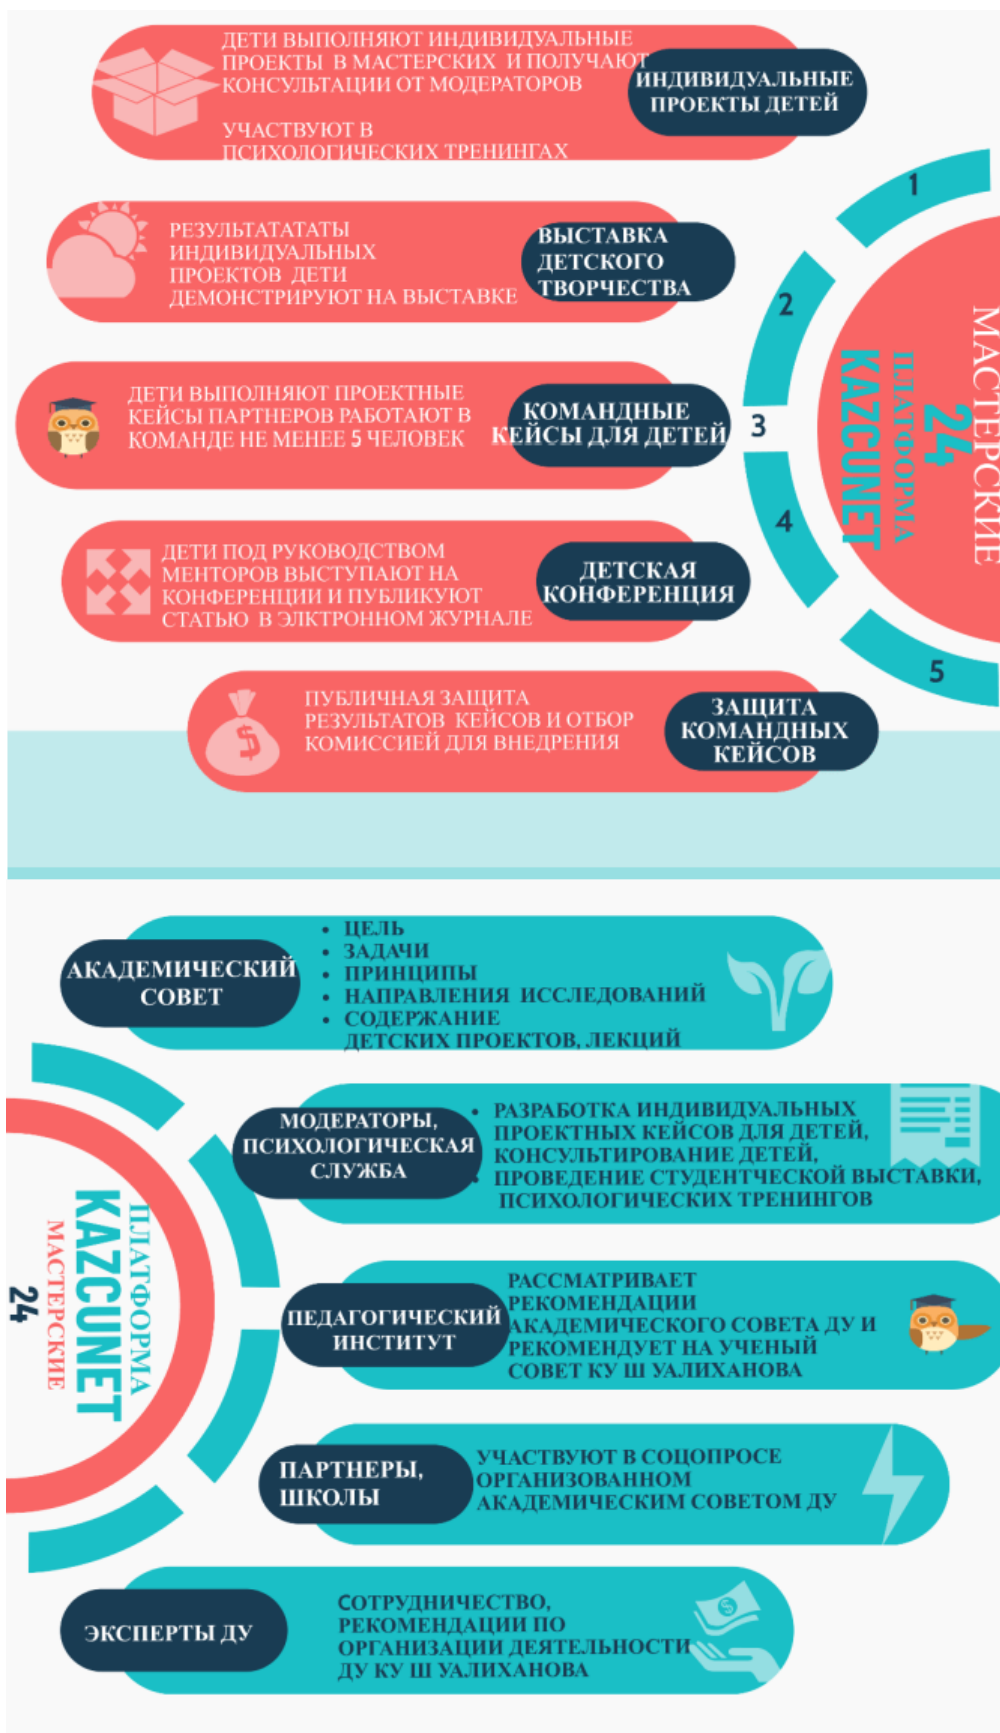 ДЕТИ ВЫПОЛНЯЮТ ИНДИВИДУАЛЬНЫЕ
ПРОЕКТЫ В МАСТЕРСКИХ И ПОЛУЧАЮТ
КОНСУЛЬТАЦИИ ОТ МОДЕРАТОРОВ
УЧАСТВУЮТ В
ПСИХОЛОГИЧЕСКИХ ТРЕНИНГАХ
ИНДИВИДУАЛЬНЫЕ
ПРОЕКТЫ ДЕТЕЙ
1
РЕЗУЛЬТАТАТАТЫ
ИНДИВИДУАЛЬНЫХ
ПРОЕКТОВ ДЕТИ
ДЕМОНСТРИРУЮТ НА ВЫСТАВКЕ
ВЫСТАВКА
ДЕТСКОГО
ТВОРЧЕСТВА
2
ДЕТИ ВЫПОЛНЯЮТ ПРОЕКТНЫЕ
КЕЙСЫ ПАРТНЕРОВ РАБОТАЮТ В
КОМАНДЕ НЕ МЕНЕЕ 5 ЧЕЛОВЕК
КОМАНДНЫЕ
КЕЙСЫ ДЛЯ ДЕТЕЙ
3
МАСТЕРСКИЕ
24
ПЛАТФОРМА
KAZCUNET
ДЕТИ ПОД РУКОВОДСТВОМ
МЕНТОРОВ ВЫСТУПАЮТ НА
КОНФЕРЕНЦИИ И ПУБЛИКУЮТ
СТАТЬЮ В ЭЛКТРОННОМ ЖУРНАЛЕ
ДЕТСКАЯ
КОНФЕРЕНЦИЯ
4
ПУБЛИЧНАЯ ЗАЩИТА
РЕЗУЛЬТАТОВ КЕЙСОВ И ОТБОР
КОМИССИЕЙ ДЛЯ ВНЕДРЕНИЯ
ЗАЩИТА
КОМАНДНЫХ
КЕЙСОВ
5
АКАДЕМИЧЕСКИЙ
СОВЕТ
• ЦЕЛЬ
• ЗАДАЧИ
• ПРИНЦИПЫ
• НАПРАВЛЕНИЯ ИССЛЕДОВАНИЙ
• СОДЕРЖАНИЕ
ДЕТСКИХ ПРОЕКТОВ, ЛЕКЦИЙ
МОДЕРАТОРЫ,
ПСИХОЛОГИЧЕСКАЯ
СЛУЖБА
• РАЗРАБОТКА ИНДИВИДУАЛЬНЫХ
ПРОЕКТНЫХ КЕЙСОВ ДЛЯ ДЕТЕЙ,
КОНСУЛЬТИРОВАНИЕ ДЕТЕЙ,
• ПРОВЕДЕНИЕ СТУДЕНТЧЕСКОЙ ВЫСТАВКИ,
ПСИХОЛОГИЧЕСКИХ ТРЕНИНГОВ
ПЛАТФОРМА
KAZCUNET
МАСТЕРСКИЕ
24
ПЕДАГОГИЧЕСКИЙ
ИНСТИТУТ
РАССМАТРИВАЕТ
РЕКОМЕНДАЦИИ
АКАДЕМИЧЕСКОГО СОВЕТА ДУ И
РЕКОМЕНДУЕТ НА УЧЕНЫЙ
СОВЕТ КУ Ш УАЛИХАНОВА
ПАРТНЕРЫ,
ШКОЛЫ
УЧАСТВУЮТ В СОЦОПРОСЕ
ОРГАНИЗОВАННОМ
АКАДЕМИЧЕСКИМ СОВЕТОМ ДУ
ЭКСПЕРТЫ ДУ
СОТРУДНИЧЕСТВО,
РЕКОМЕНДАЦИИ ПО
ОРГАНИЗАЦИИ ДЕЯТЕЛЬНОСТИ
ДУ КУ Ш УАЛИХАНОВА